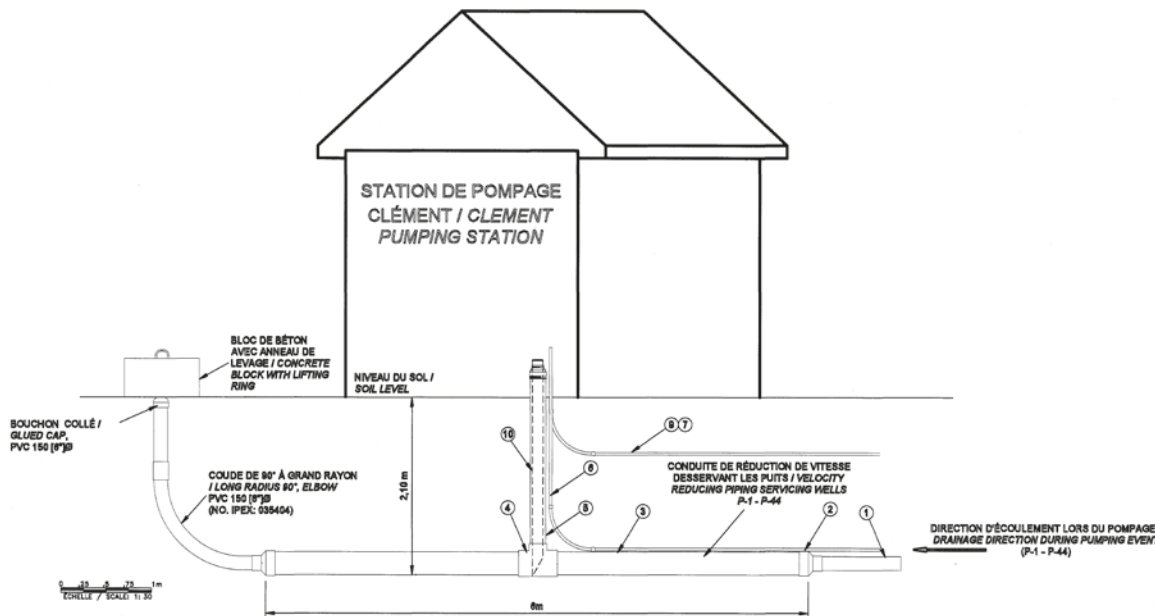 STATION DE POMPAGE
CLÉMENT / CLEMENT
PUMPING STATION
BLOC DE BÉTON
AVEC ANNEAU DE
LEVAGE / CONCRETE
BLOCK WITH LIFTING
RING
NIVEAU DU SOL /
SOIL LEVEL
BOUCHON COLLÉ /
GLUED CAP,
PVC 150 [6"]Ø
COUDE DE 90° À GRAND RAYON
/ LONG RADIUS 90°, ELBOW
PVC 150 [6"]Ø
(NO. IPEX: 035404)
2,10 m
10
9 7
6
CONDUITE DE RÉDUCTION DE VITESSE
DESSERVANT LES PUITS / VELOCITY
REDUCING PIPING SERVICING WELLS
P-1 - P-44
4
5
3
2
1
DIRECTION D'ÉCOULEMENT LORS DU POMPAGE
DRAINAGE DIRECTION DURING PUMPING EVENT
(P-1 - P-44)
0 .25 .5 .75 1m
ÉCHELLE / SCALE: 1: 30
6m